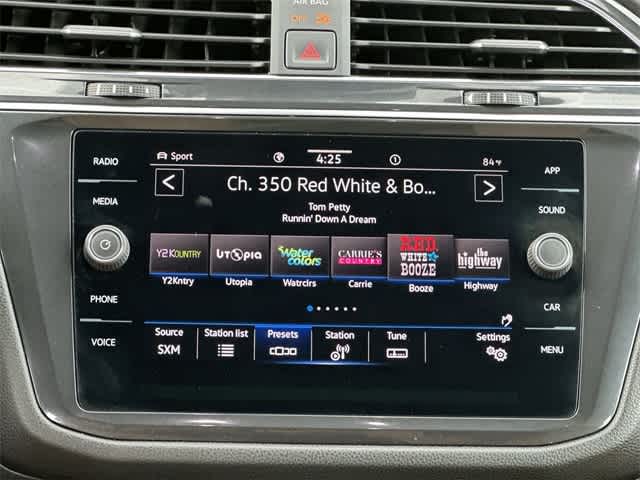 AIR BAG
OFF
RADIO
Sport
4:25
1
84°F
APP
MEDIA
<
Ch. 350 Red White & Bo...
>
SOUND
Tom Petty
Runnin' Down A Dream
Y2KOUNTRY
UTOPIA
Water colors
CARRIE'S COUNTRY
RED WHITE BOOZE
the highway
Y2Kntry
Utopia
Watrclrs
Carrie
Booze
Highway
PHONE
CAR
Source
Station list
Presets
Station
Tune
Settings
SXM
VOICE
MENU